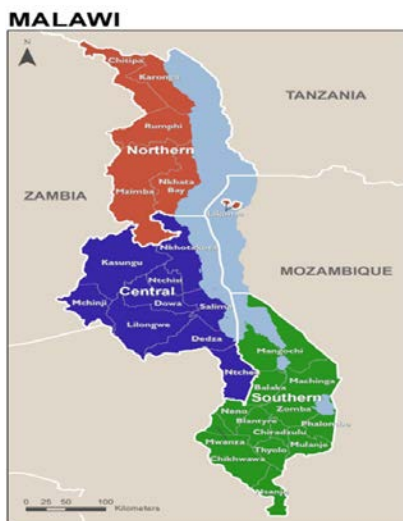 MALAWI
N
Chitipa
Karonga
TANZANIA
Rumphi
Northern
Nkhata
Bay
Mzimba
ZAMBIA
Likoma
Nkhotakota
Kasungu
MOZAMBIQUE
Ntchisi
Central
Mchinji
Dowa
Salima
Lilongwe
Dedza
Mangochi
Ntcheu
Machinga
Balaka
Southern
Neno
Zomba
Blantyre
Phalombe
Chiradzulu
Mwanza
Mulanje
Thyolo
Chikhwawa
Nsanje
0 25 50 100
Kilometers